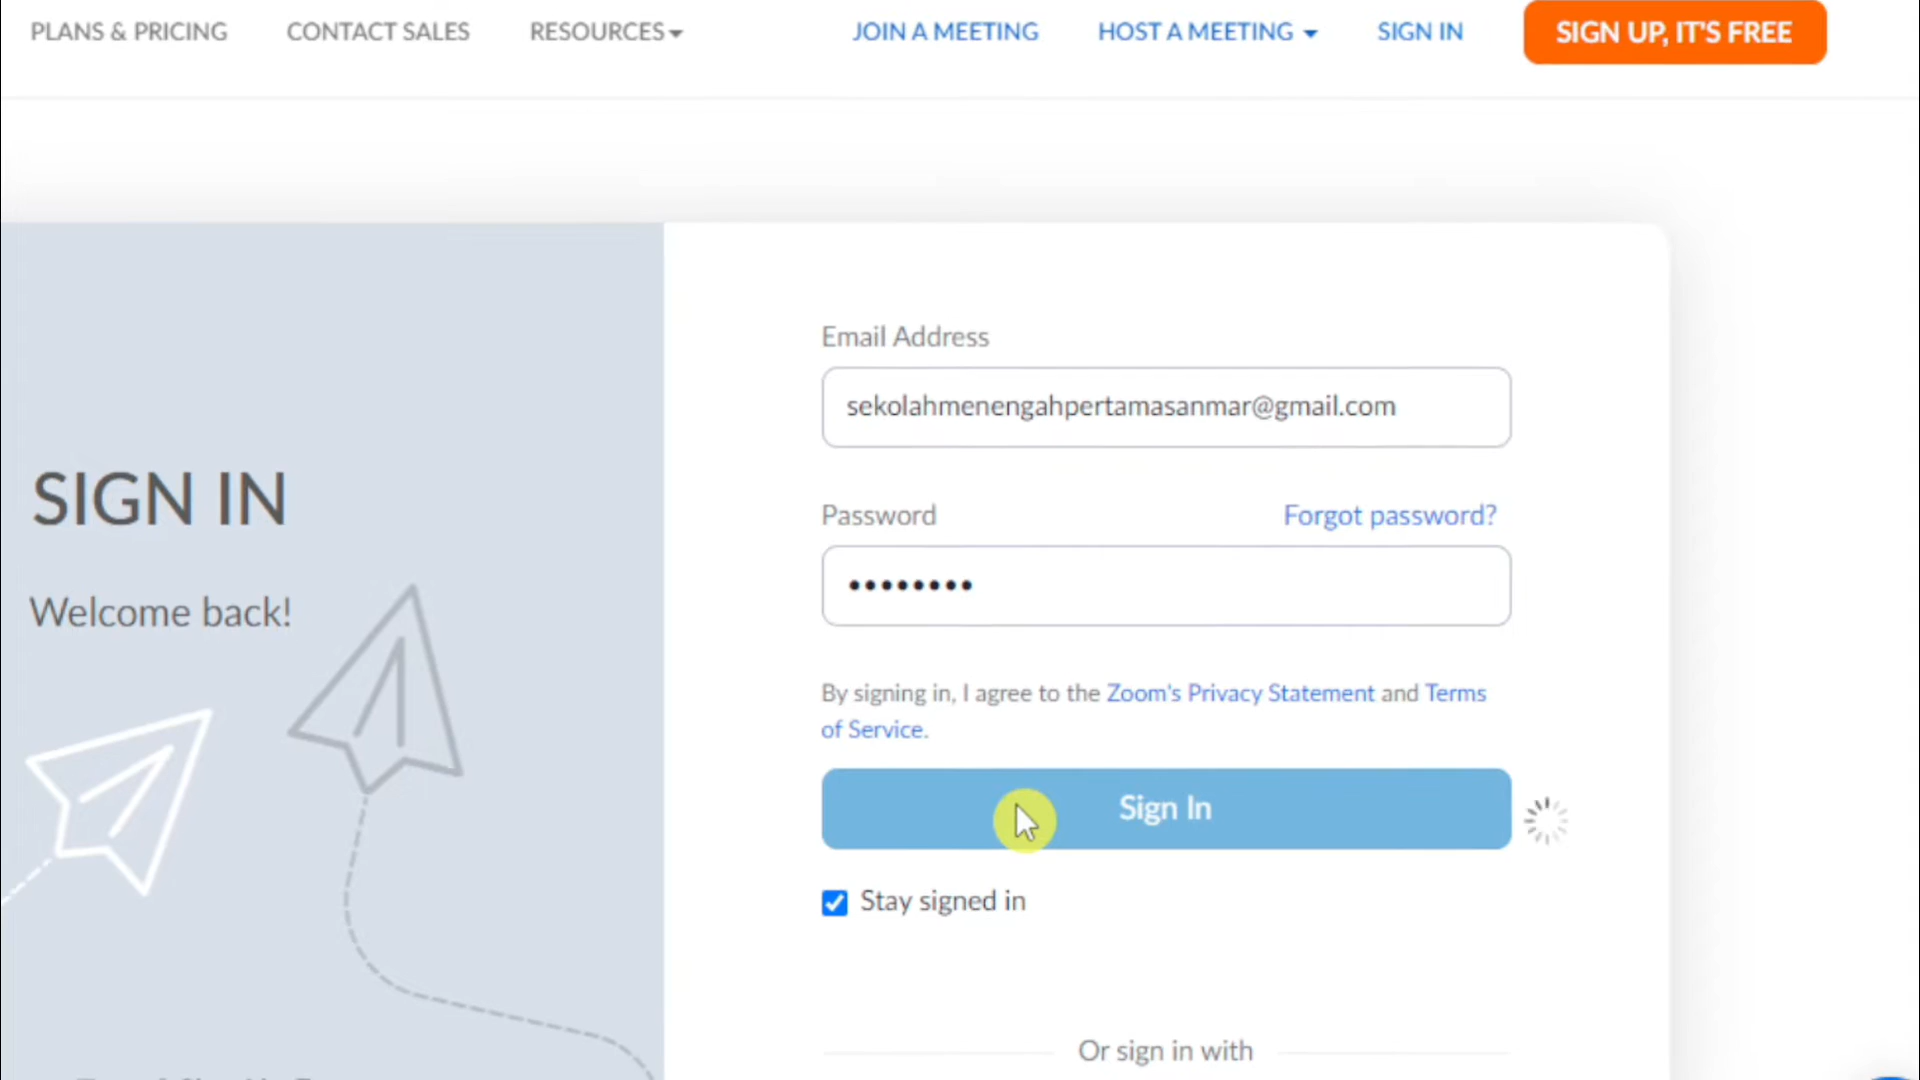 PLANS & PRICING CONTACT SALES RESOURCES JOIN A MEETING HOST A MEETING SIGN IN SIGN UP, IT'S FREE
SIGN IN
Welcome back!
Email Address
sekolahmenengahpertamasanmar@gmail.com
Password Forgot password?
By signing in, I agree to the Zoom's Privacy Statement and Terms
of Service.
Sign In
Stay signed in
Or sign in with